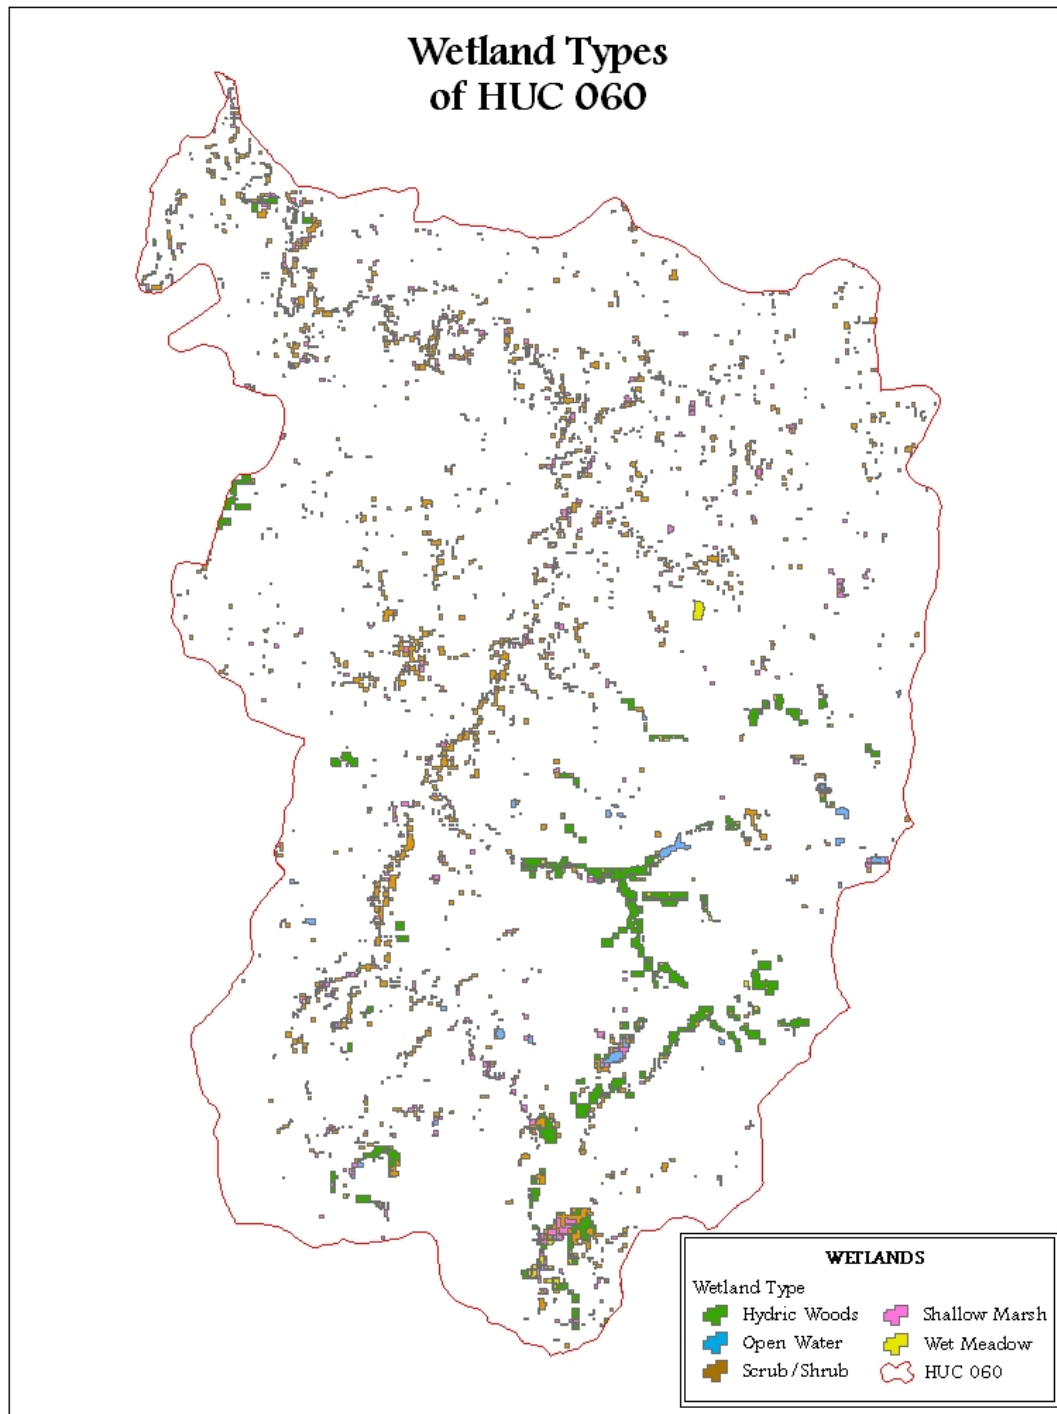 Wetland Types
of HUC 060
WETLANDS
Wetland Type
Hydric Woods
Shallow Marsh
Open Water
Wet Meadow
Scrub/Shrub
HUC 060